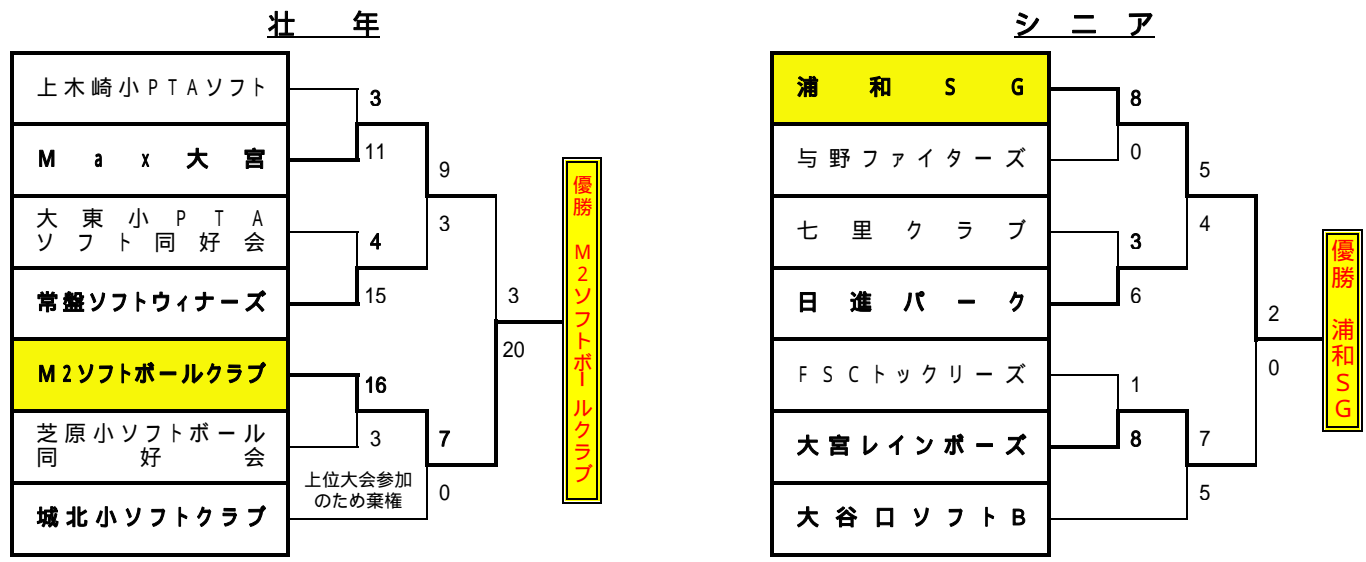 壮　年
上木崎小PTAソフト
3
Max大宮
11
9
大東小PTA
ソフト同好会
3
4
常盤ソフトウィナーズ
15
3
20
M2ソフトボールクラブ
16
芝原小ソフトボール
同好会
3
7
上位大会参加
のため棄権
0
城北小ソフトクラブ
優勝　M2ソフトボールクラブ
シニア
浦和SG
8
与野ファイターズ
0
5
七里クラブ
4
3
日進パーク
6
2
0
FSCトックリーズ
1
大宮レインボーズ
8
7
5
大谷口ソフトB
優勝　浦和SG